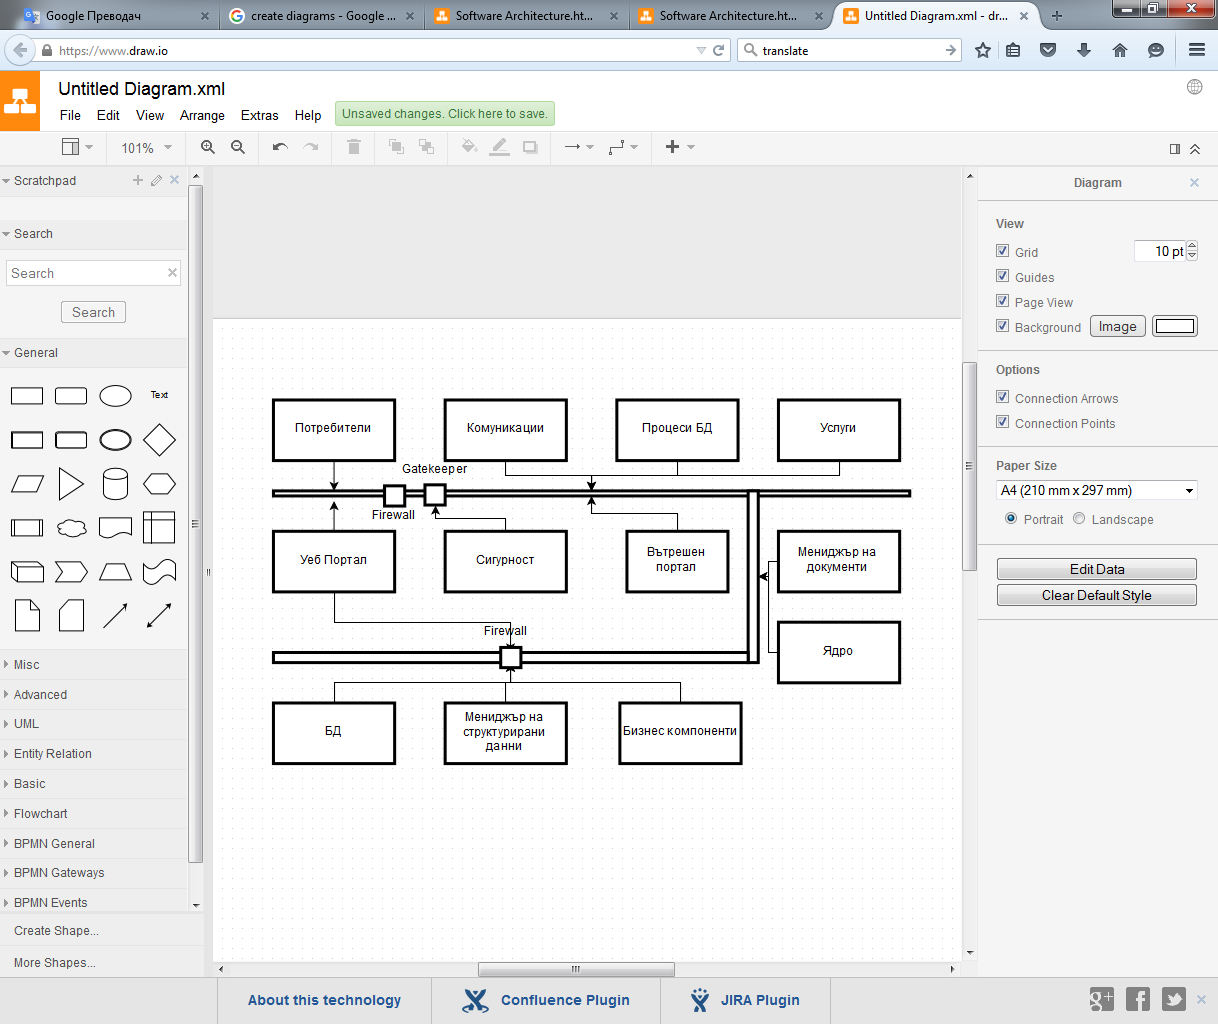 Google Преводач
create diagrams - Google ...
Software Architecture.ht...
Software Architecture.ht...
Untitled Diagram.xml - dr...
https://www.draw.io
translate
Untitled Diagram.xml
File Edit View Arrange Extras Help
Unsaved changes. Click here to save.
101%
Scratchpad
Search
Search
Search
General
Text
Misc
Advanced
UML
Entity Relation
Basic
Flowchart
BPMN General
BPMN Gateways
BPMN Events
Create Shape...
More Shapes...
Потребители
Комуникации
Процеси БД
Услуги
Gatekeeper
Firewall
Уеб Портал
Сигурност
Вътрешен
портал
Мениджър на
документи
Firewall
Ядро
БД
Мениджър на
структурирани
данни
Бизнес компоненти
Diagram
View
Grid
10 pt
Guides
Page View
Background
Image
Options
Connection Arrows
Connection Points
Paper Size
A4 (210 mm x 297 mm)
Portrait Landscape
Edit Data
Clear Default Style
About this technology
Confluence Plugin
JIRA Plugin